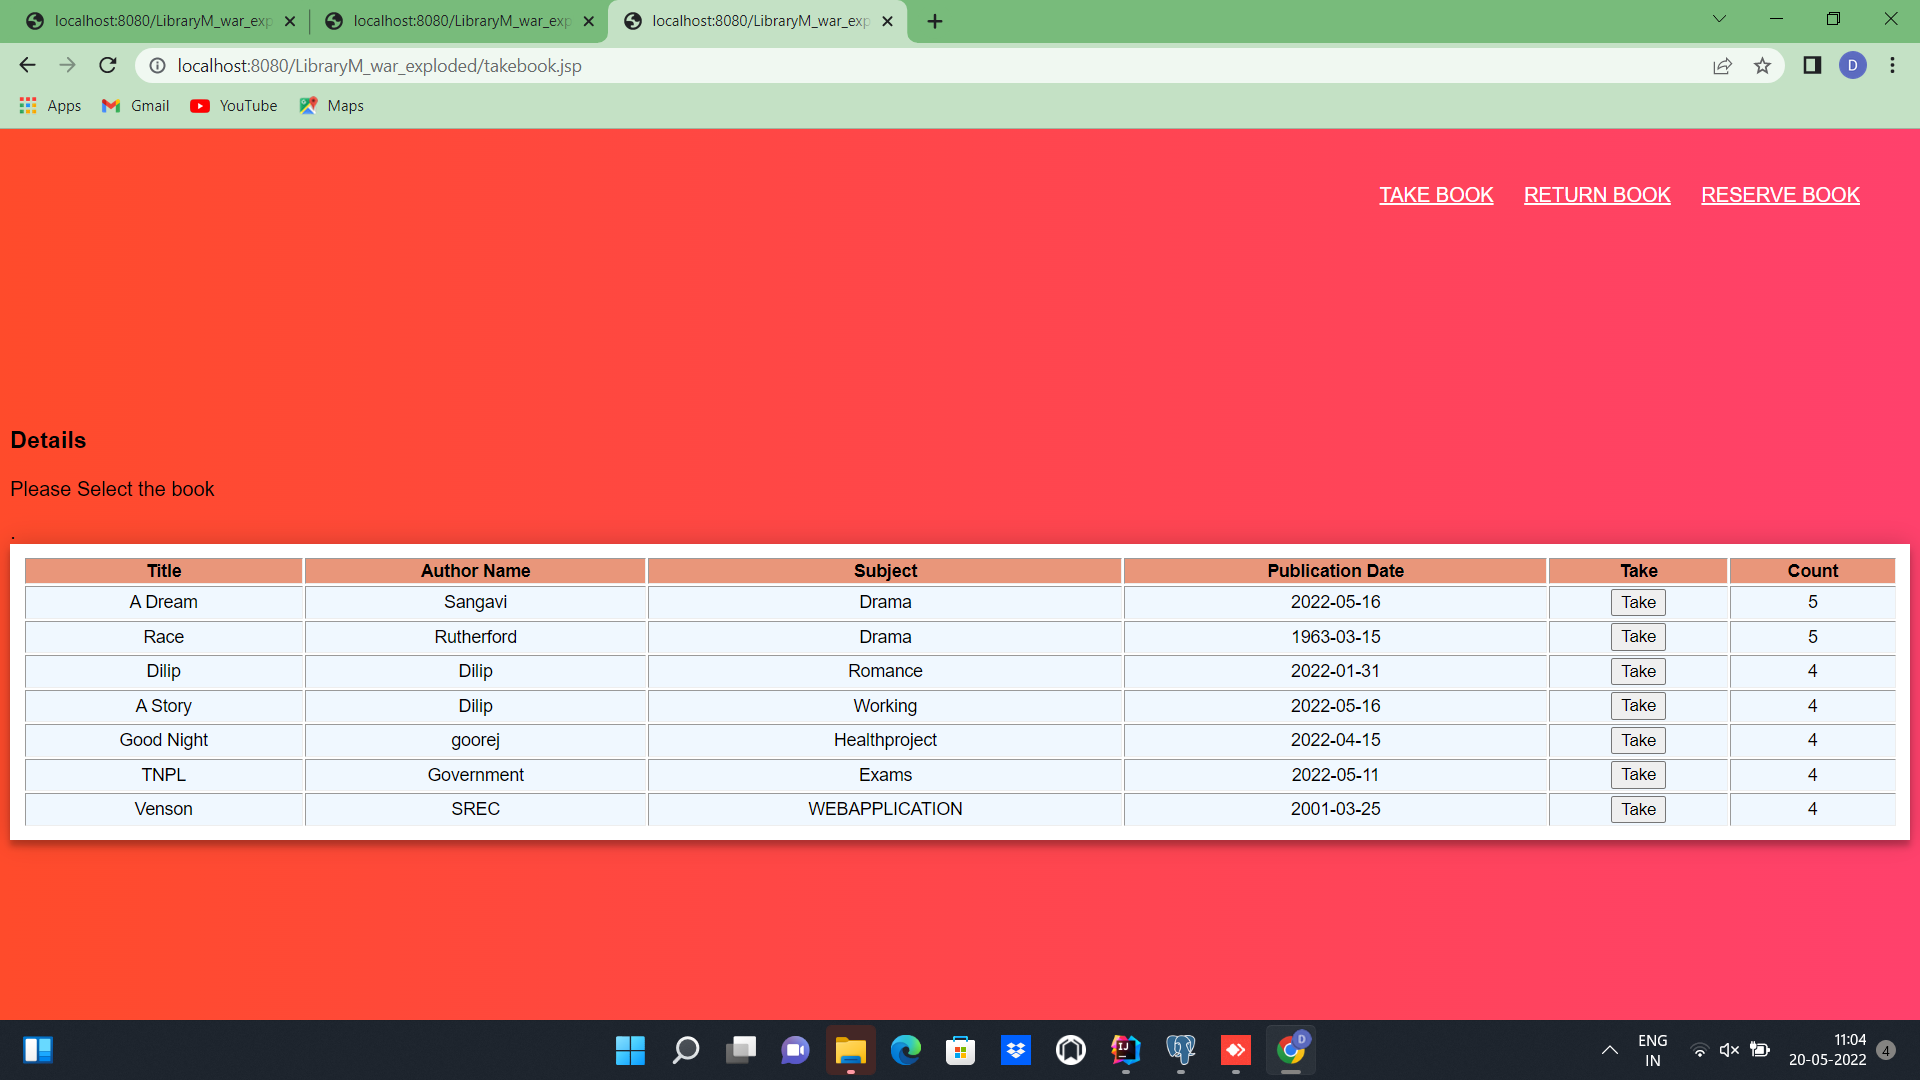 localhost:8080/LibraryM_war_exp localhost:8080/LibraryM_war_exp localhost:8080/LibraryM_war_exp
localhost:8080/LibraryM_war_exploded/takebook.jsp D
Apps Gmail YouTube Maps
TAKE BOOK RETURN BOOK RESERVE BOOK
Details
Please Select the book
.
Title Author Name Subject Publication Date Take Count
A Dream Sangavi Drama 2022-05-16 Take 5
Race Rutherford Drama 1963-03-15 Take 5
Dilip Dilip Romance 2022-01-31 Take 4
A Story Dilip Working 2022-05-16 Take 4
Good Night goorej Healthproject 2022-04-15 Take 4
TNPL Government Exams 2022-05-11 Take 4
Venson SREC WEBAPPLICATION 2001-03-25 Take 4
IJ D ENG 11:04
IN 20-05-2022 4